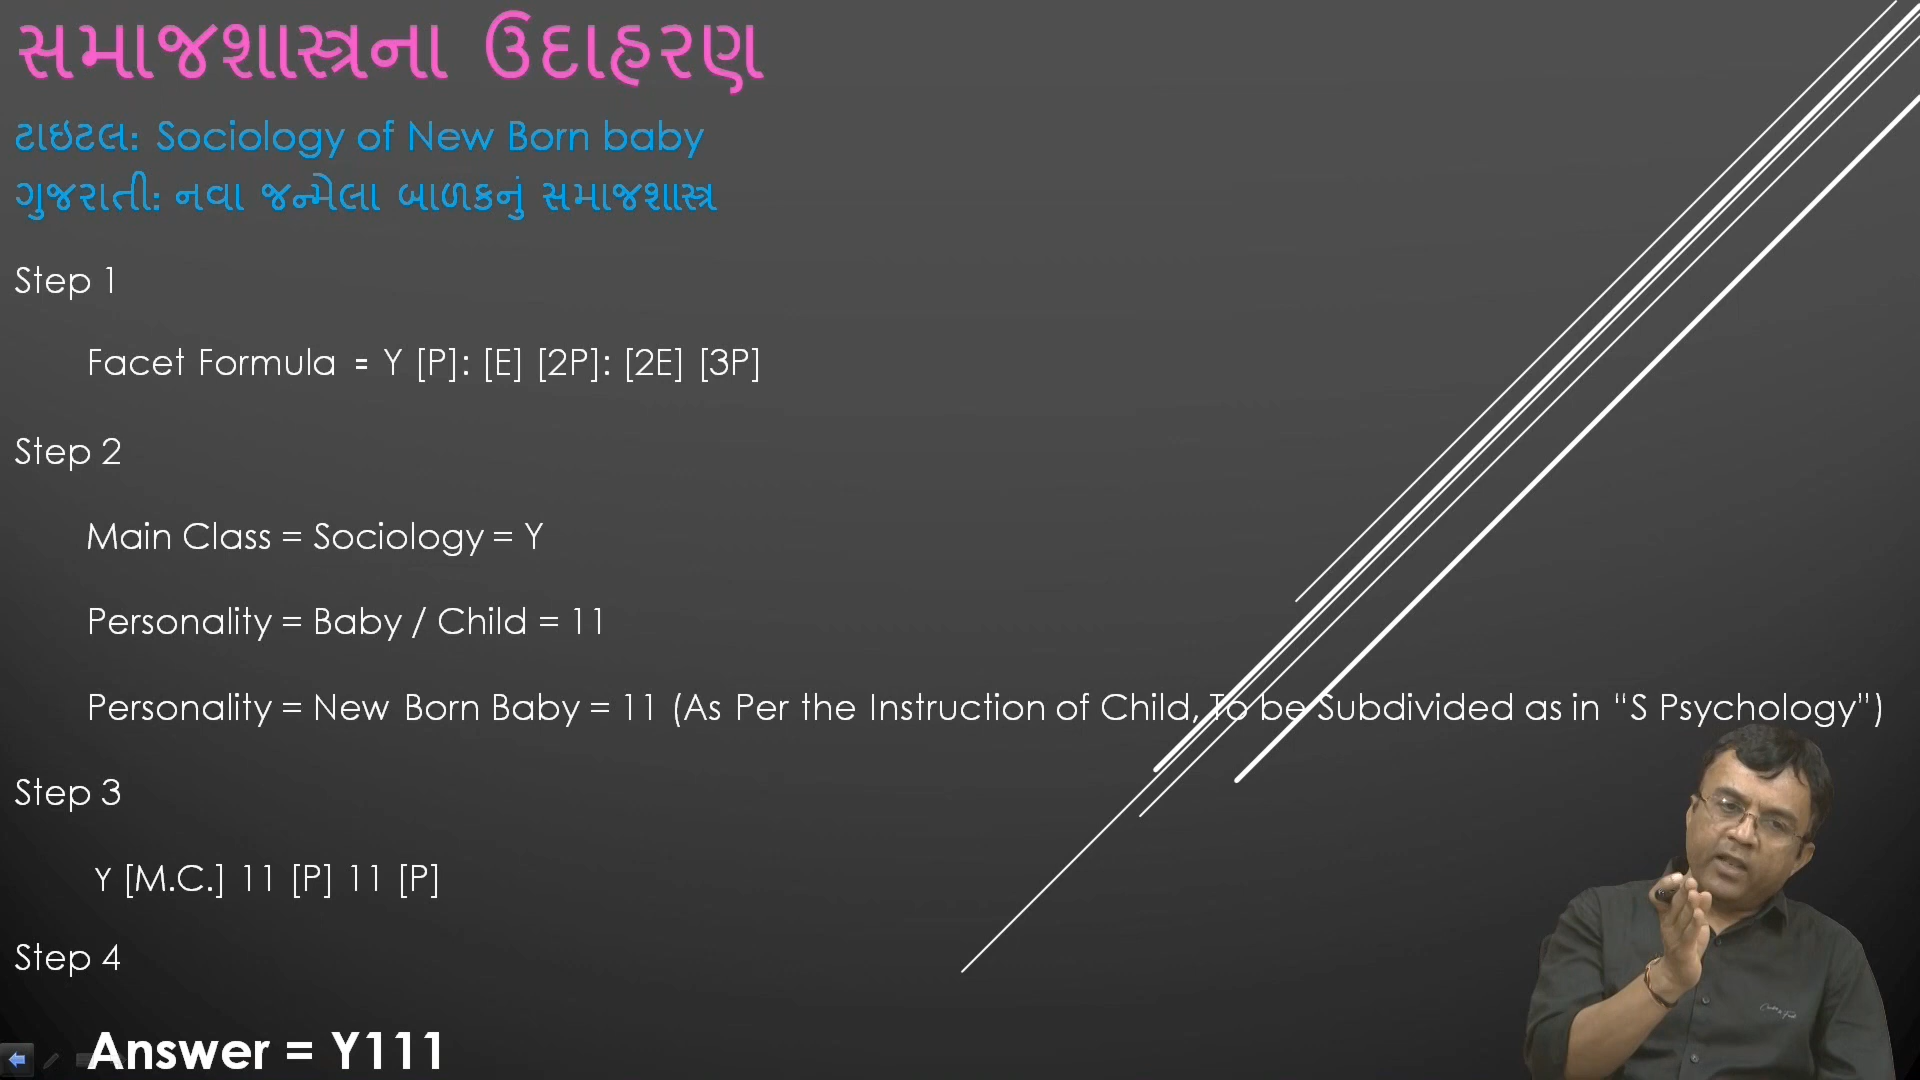 સમાજશાસ્ત્રના ઉદાહરણ
ટાઇટલ: Sociology of New Born baby
ગુજરાતી: નવા જન્મેલા બાળકનું સમાજશાસ્ત્ર
Step 1
Facet Formula = Y [P]: [E] [2P]: [2E] [3P]
Step 2
Main Class = Sociology = Y
Personality = Baby / Child = 11
Personality = New Born Baby = 11 (As Per the Instruction of Child, To be Subdivided as in "S Psychology")
Step 3
Y [M.C.] 11 [P] 11 [P]
Step 4
Answer = Y111